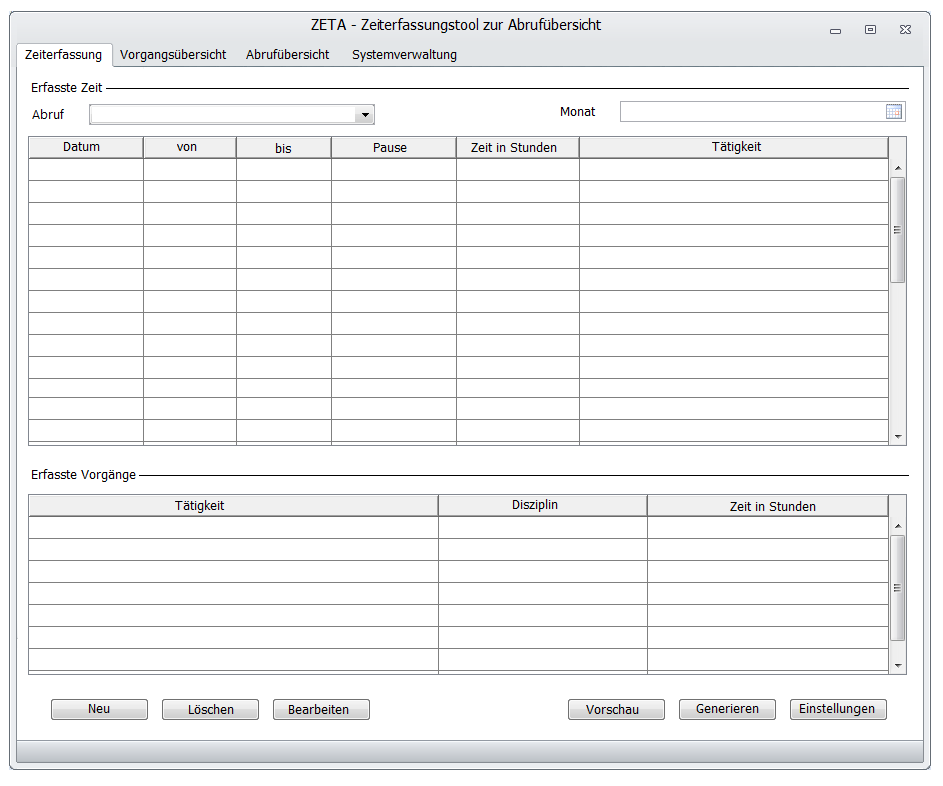 ZETA - Zeiterfassungstool zur Abrufübersicht
Zeiterfassung Vorgangsübersicht Abrufübersicht Systemverwaltung
Erfasste Zeit
Abruf Monat
Datum von bis Pause Zeit in Stunden Tätigkeit
Erfasste Vorgänge
Tätigkeit Disziplin Zeit in Stunden
Neu Löschen Bearbeiten Vorschau Generieren Einstellungen